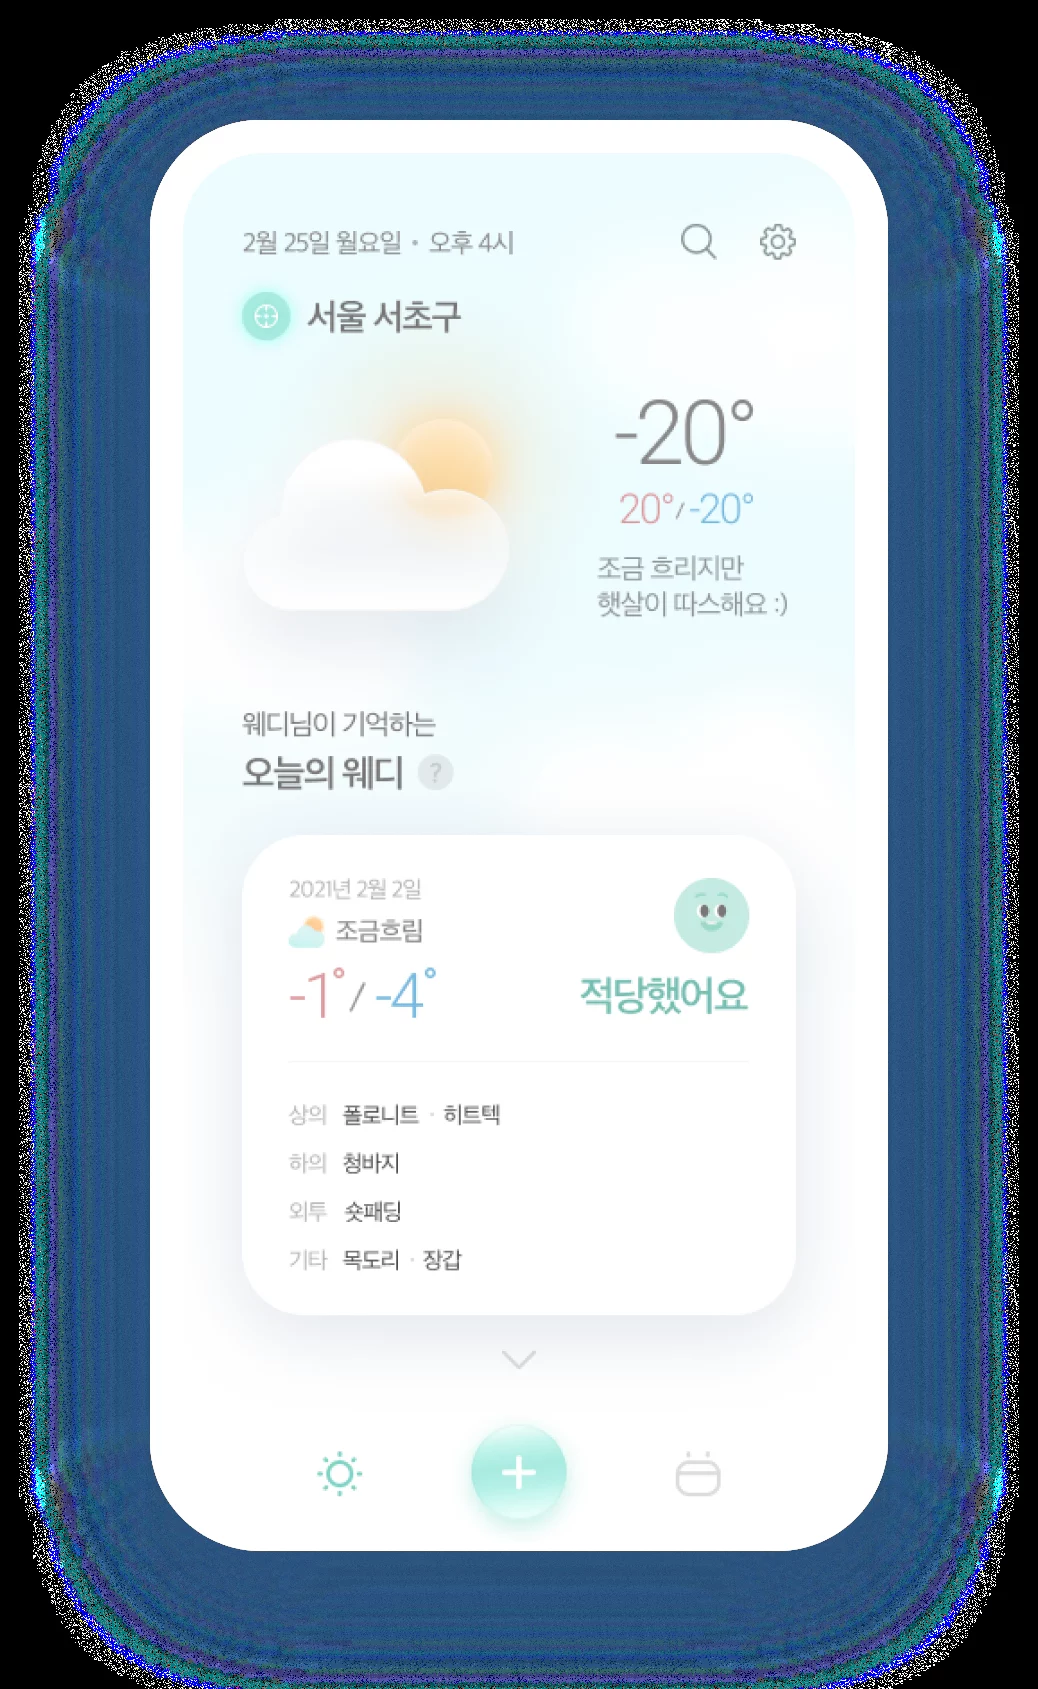 2월 25일 월요일 • 오후 4시
서울 서초구
-20°
20°/-20°
조금 흐리지만
햇살이 따스해요 :)
웨디님이 기억하는
오늘의 웨디 ?
2021년 2월 2일
조금흐림
-1°/ -4°
적당했어요
상의 폴로니트 · 히트텍
하의 청바지
외투 숏패딩
기타 목도리 · 장갑